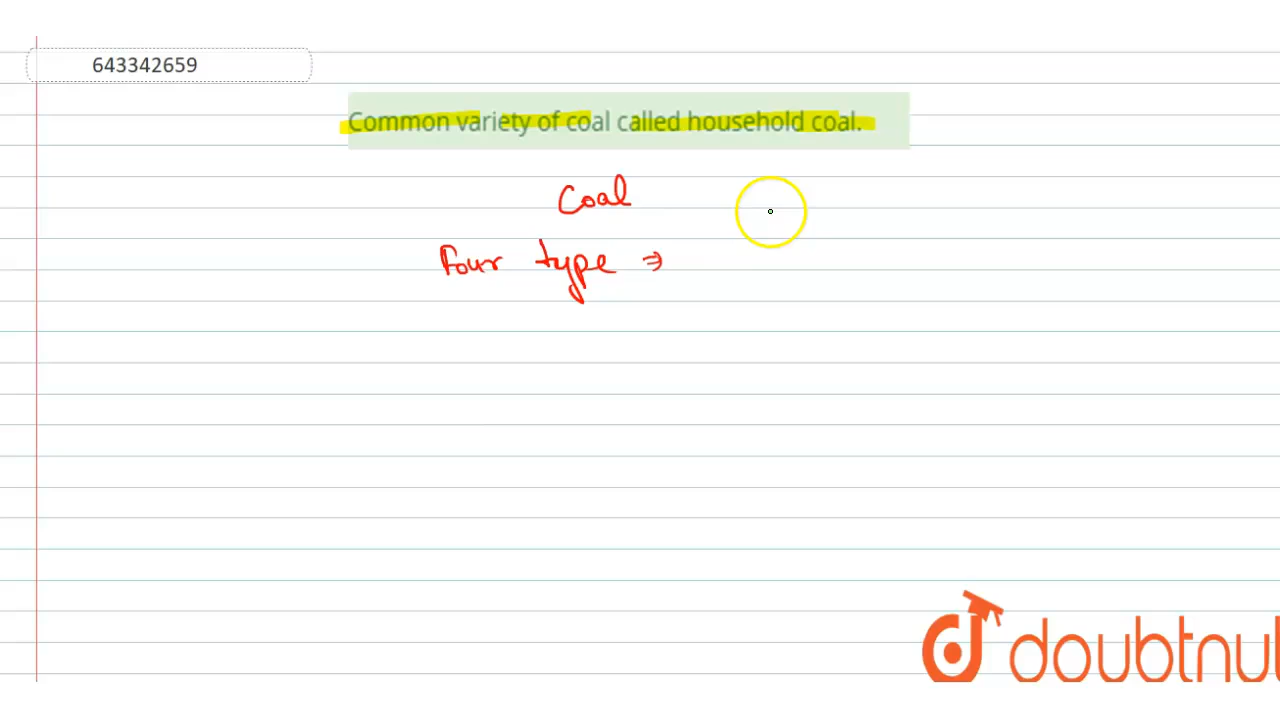 643342659
Common variety of coal called household coal.
Coal
four type ⇒
doubtnut